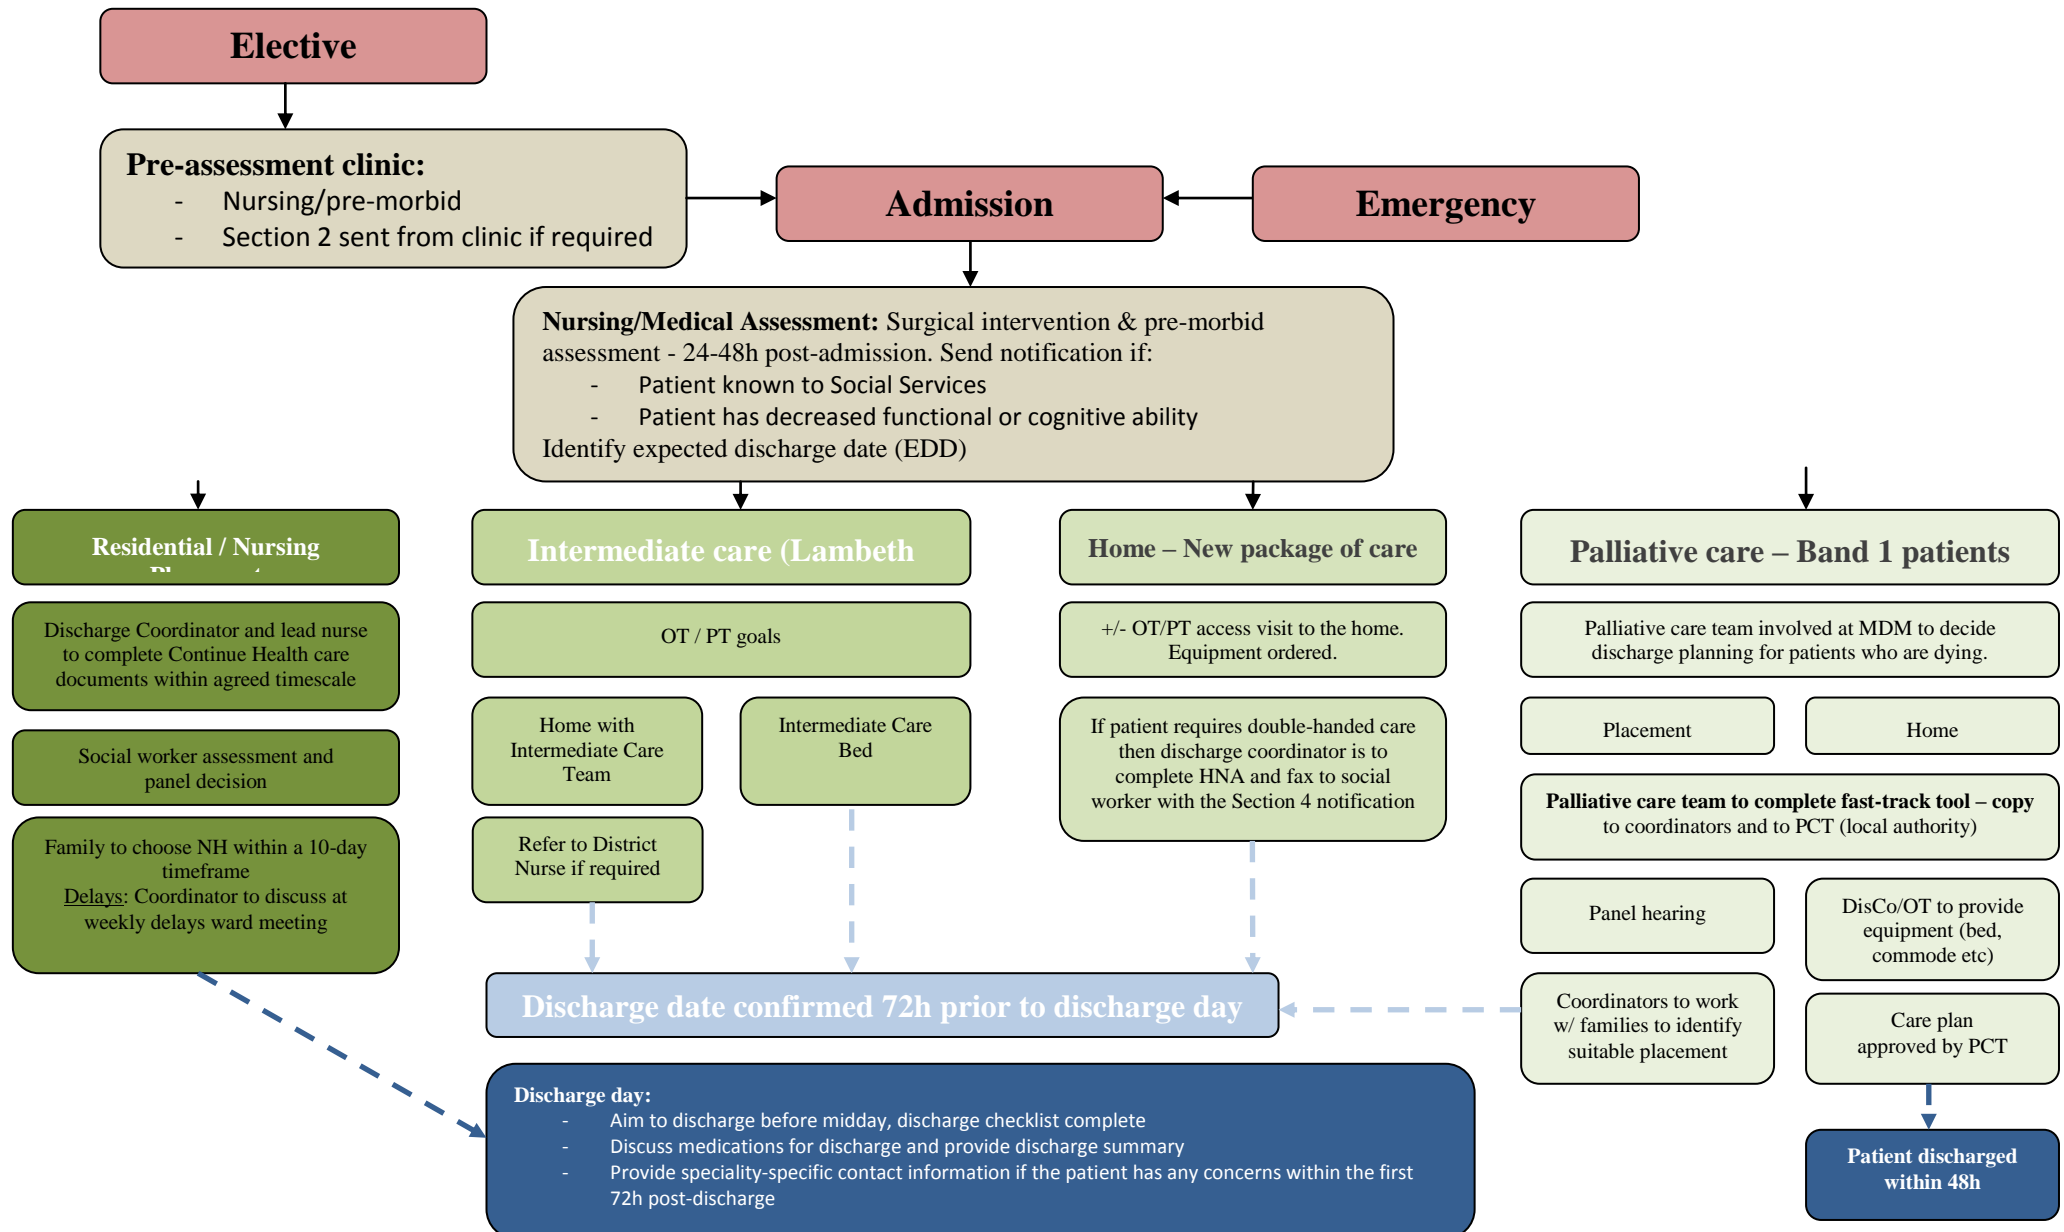 Elective
Pre-assessment clinic:
- Nursing/pre-morbid
- Section 2 sent from clinic if required
Admission
Emergency
Nursing/Medical Assessment: Surgical intervention & pre-morbid
assessment - 24-48h post-admission. Send notification if:
- Patient known to Social Services
- Patient has decreased functional or cognitive ability
Identify expected discharge date (EDD)
Residential / Nursing
Intermediate care (Lambeth
Home – New package of care
Palliative care – Band 1 patients
Discharge Coordinator and lead nurse
to complete Continue Health care
documents within agreed timescale
Social worker assessment and
panel decision
Family to choose NH within a 10-day
timeframe
Delays: Coordinator to discuss at
weekly delays ward meeting
OT / PT goals
Home with
Intermediate Care
Team
Intermediate Care
Bed
Refer to District
Nurse if required
+/- OT/PT access visit to the home.
Equipment ordered.
If patient requires double-handed care
then discharge coordinator is to
complete HNA and fax to social
worker with the Section 4 notification
Palliative care team involved at MDM to decide
discharge planning for patients who are dying.
Placement
Home
Palliative care team to complete fast-track tool – copy
to coordinators and to PCT (local authority)
Panel hearing
DisCo/OT to provide
equipment (bed,
commode etc)
Coordinators to work
w/ families to identify
suitable placement
Care plan
approved by PCT
Discharge date confirmed 72h prior to discharge day
Discharge day:
- Aim to discharge before midday, discharge checklist complete
- Discuss medications for discharge and provide discharge summary
- Provide speciality-specific contact information if the patient has any concerns within the first
72h post-discharge
Patient discharged
within 48h